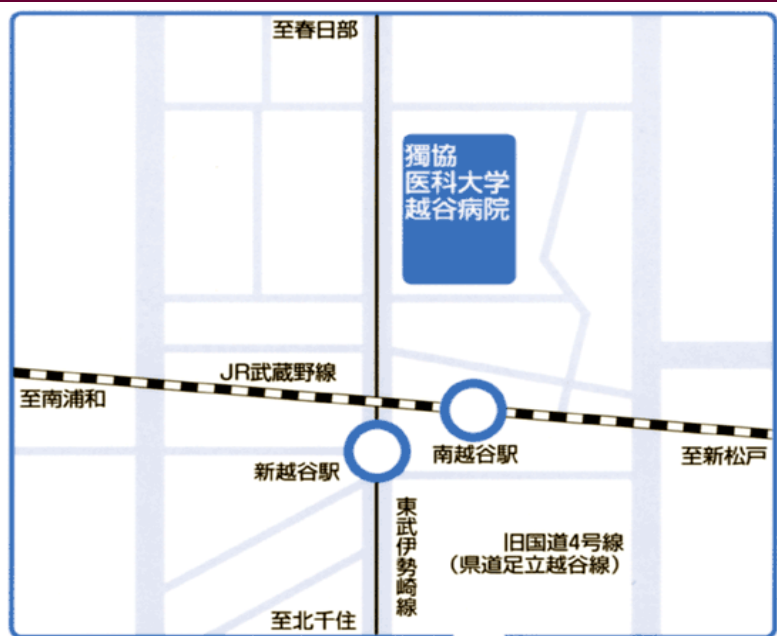 至春日部
獨協
医科大学
越谷病院
JR武蔵野線
至南浦和
新越谷駅
南越谷駅
至新松戸
東武伊勢崎線
旧国道4号線
（県道足立越谷線）
至北千住